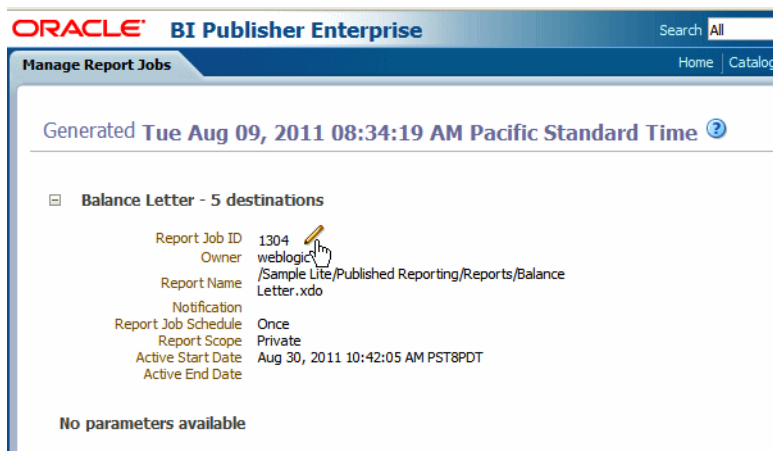 ORACLE BI Publisher Enterprise Search All
Manage Report Jobs Home Catalog
Generated Tue Aug 09, 2011 08:34:19 AM Pacific Standard Time ?
Balance Letter - 5 destinations
Report Job ID 1304
Owner weblogic
Report Name /Sample Lite/Published Reporting/Reports/Balance
Letter.xdo
Notification
Report Job Schedule Once
Report Scope Private
Active Start Date Aug 30, 2011 10:42:05 AM PST8PDT
Active End Date
No parameters available